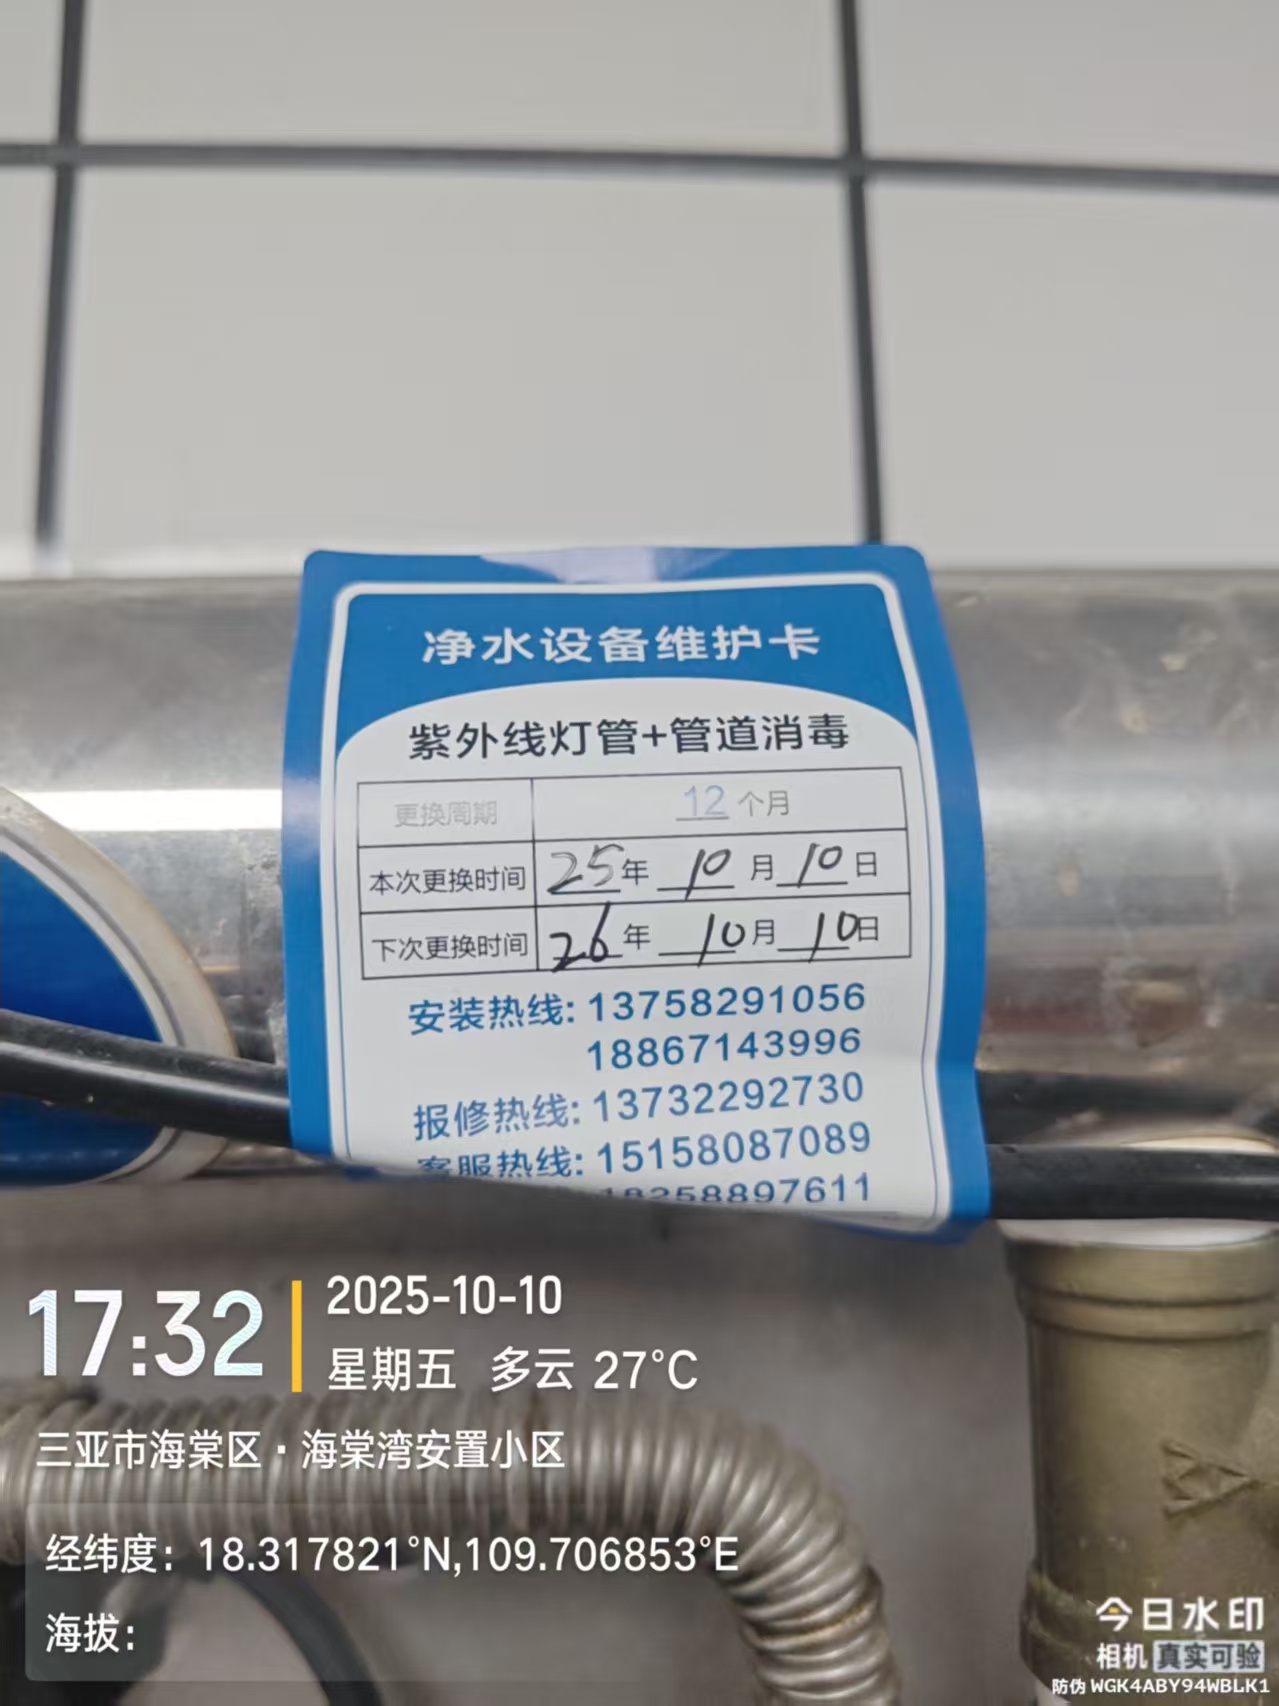 净水设备维护卡
紫外线灯管+管道消毒
更换周期 12 个月
本次更换时间 25 年 10 月 10 日
下次更换时间 26 年 10 月 10 日
安装热线: 13758291056
18867143996
报修热线: 13732292730
客服热线: 15158087089
18258897611
17:32
2025-10-10
星期五 多云 27°C
三亚市海棠区·海棠湾安置小区
经纬度: 18.317821°N,109.706853°E
海拔:
今日水印
相机 真实可验
防伪 WGK4ABY94WBLK1